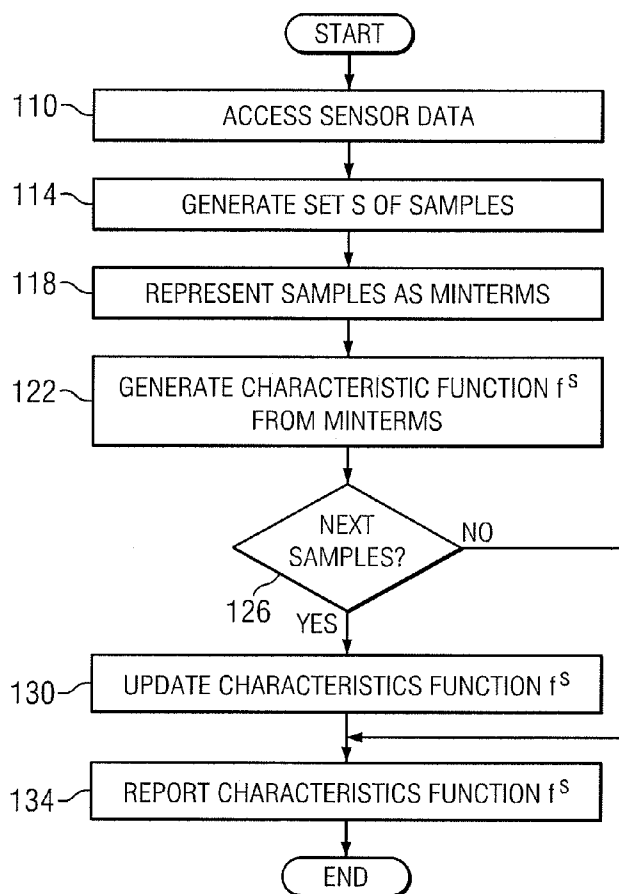 START
110
ACCESS SENSOR DATA
114
GENERATE SET S OF SAMPLES
118
REPRESENT SAMPLES AS MINTERMS
122
GENERATE CHARACTERISTIC FUNCTION f^S
FROM MINTERMS
NEXT
SAMPLES?
NO
126
YES
130
UPDATE CHARACTERISTICS FUNCTION f^S
134
REPORT CHARACTERISTICS FUNCTION f^S
END